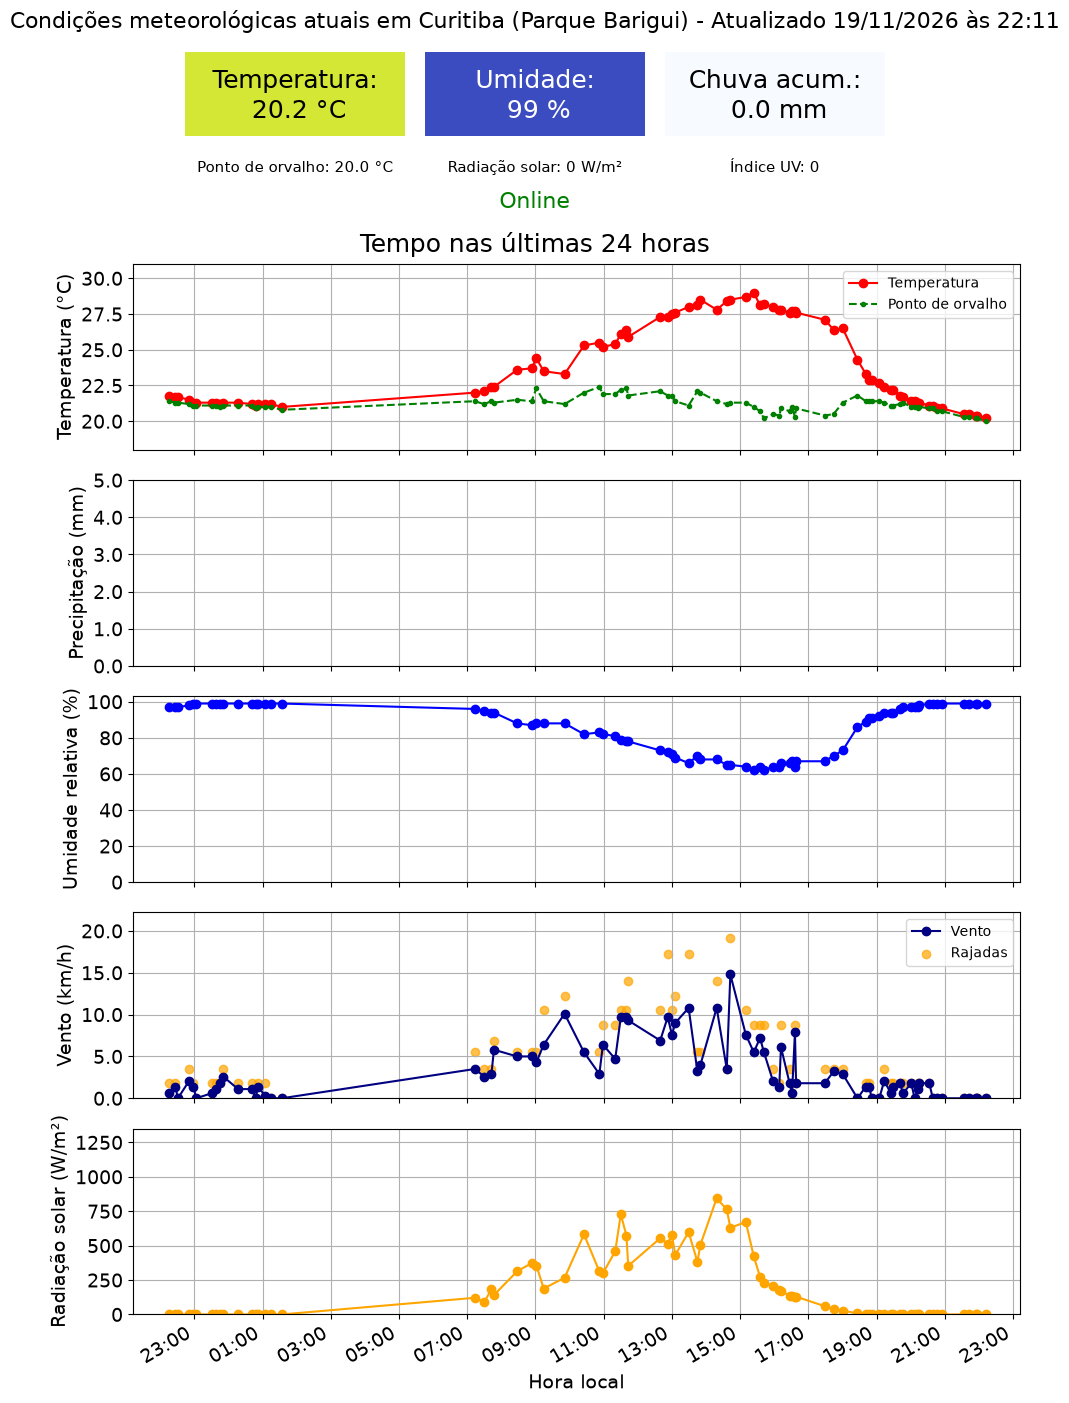 Condições meteorológicas atuais em Curitiba (Parque Barigui) - Atualizado 19/11/2026 às 22:11
Temperatura:
20.2 °C
Umidade:
99 %
Chuva acum.:
0.0 mm
Ponto de orvalho: 20.0 °C
Radiação solar: 0 W/m²
Índice UV: 0
Online
Tempo nas últimas 24 horas
Temperatura (°C)
30.0
27.5
25.0
22.5
20.0
Temperatura
Ponto de orvalho
Precipitação (mm)
5.0
4.0
3.0
2.0
1.0
0.0
Umidade relativa (%)
100
80
60
40
20
0
Vento (km/h)
20.0
15.0
10.0
5.0
0.0
Vento
Rajadas
Radiação solar (W/m²)
1250
1000
750
500
250
0
23:00
01:00
03:00
05:00
07:00
09:00
11:00
13:00
15:00
17:00
19:00
21:00
23:00
Hora local